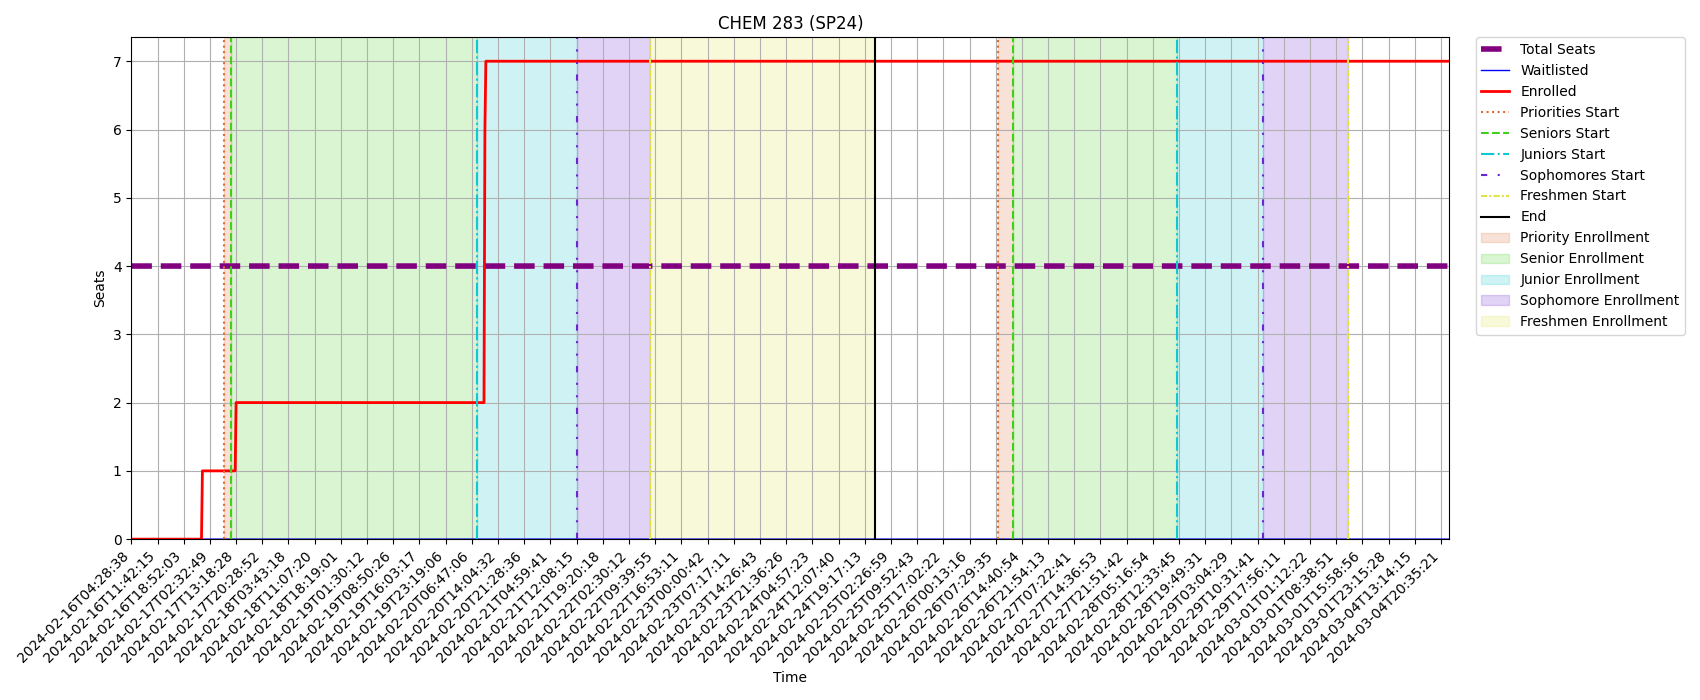 CHEM 283 (SP24)
Seats
7
6
5
4
3
2
1
0
2024-02-16T04:28:38
2024-02-16T11:42:15
2024-02-16T18:52:03
2024-02-17T02:32:49
2024-02-17T13:18:28
2024-02-17T20:28:52
2024-02-18T03:43:18
2024-02-18T11:07:20
2024-02-18T18:19:01
2024-02-19T01:30:12
2024-02-19T08:50:26
2024-02-19T16:03:17
2024-02-19T23:19:06
2024-02-20T06:47:06
2024-02-20T14:04:32
2024-02-20T21:28:36
2024-02-21T04:59:41
2024-02-21T12:08:15
2024-02-21T19:20:18
2024-02-22T02:30:12
2024-02-22T09:39:55
2024-02-22T16:53:11
2024-02-23T00:00:42
2024-02-23T07:17:11
2024-02-23T14:26:43
2024-02-23T21:36:26
2024-02-24T04:57:23
2024-02-24T12:07:40
2024-02-24T19:17:13
2024-02-25T02:26:59
2024-02-25T09:52:43
2024-02-25T17:02:22
2024-02-26T00:13:16
2024-02-26T07:29:35
2024-02-26T14:40:54
2024-02-26T21:54:13
2024-02-27T07:22:41
2024-02-27T14:36:53
2024-02-27T21:51:42
2024-02-28T05:16:54
2024-02-28T12:33:45
2024-02-28T19:49:31
2024-02-29T03:04:29
2024-02-29T10:31:41
2024-02-29T17:56:11
2024-03-01T01:12:22
2024-03-01T08:38:51
2024-03-01T15:58:56
2024-03-01T23:15:28
2024-03-04T13:14:15
2024-03-04T20:35:21
Time
Total Seats
Waitlisted
Enrolled
Priorities Start
Seniors Start
Juniors Start
Sophomores Start
Freshmen Start
End
Priority Enrollment
Senior Enrollment
Junior Enrollment
Sophomore Enrollment
Freshmen Enrollment